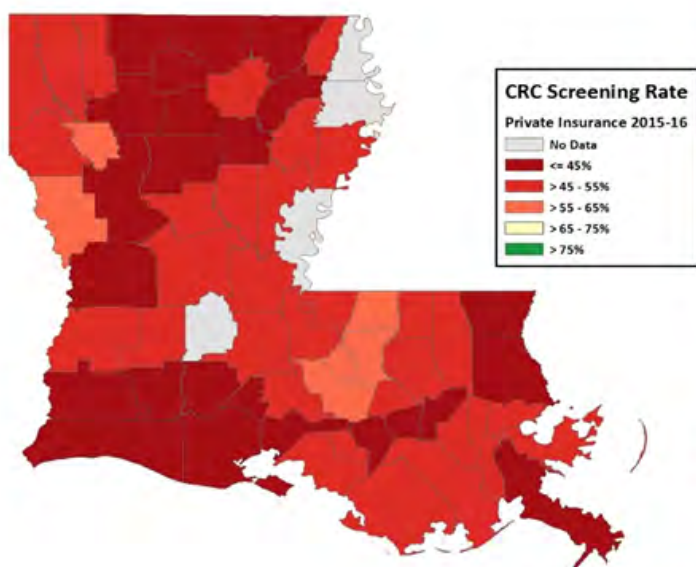 CRC Screening Rate
Private Insurance 2015-16
No Data
<= 45%
> 45 - 55%
> 55 - 65%
> 65 - 75%
> 75%